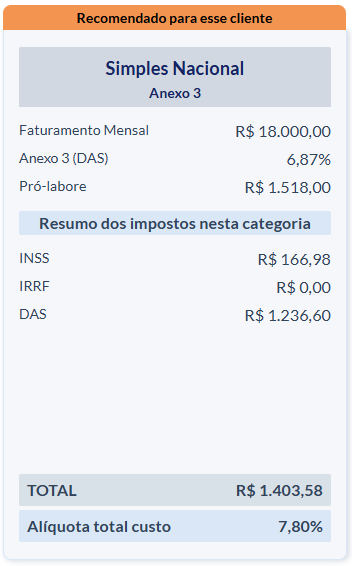 Recomendado para esse cliente
Simples Nacional
Anexo 3
Faturamento Mensal R$ 18.000,00
Anexo 3 (DAS) 6,87%
Pró-labore R$ 1.518,00
Resumo dos impostos nesta categoria
INSS R$ 166,98
IRRF R$ 0,00
DAS R$ 1.236,60
TOTAL R$ 1.403,58
Alíquota total custo 7,80%